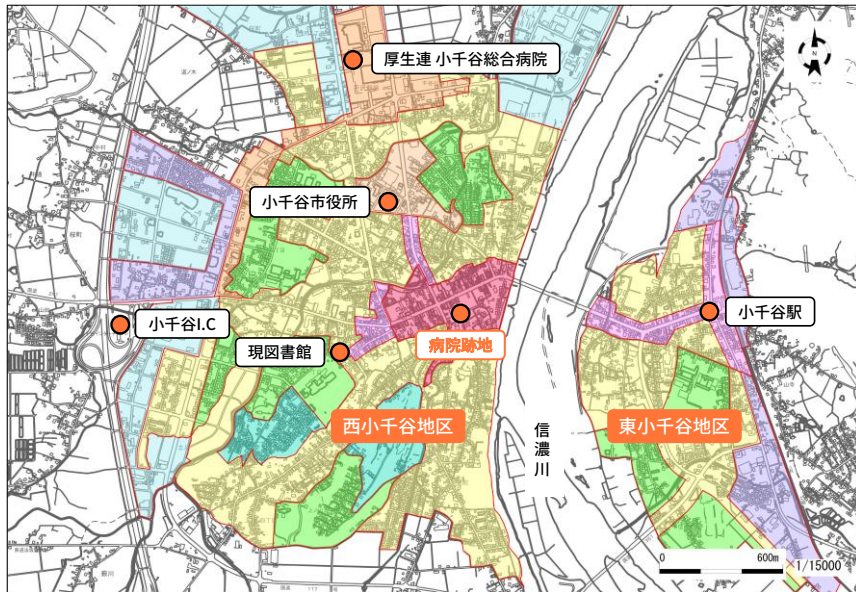 厚生連 小千谷総合病院
N
小千谷市役所
桜町
小千谷I.C
小千谷駅
現図書館
病院跡地
西小千谷地区
信濃川
東小千谷地区
0
600m
1/15000